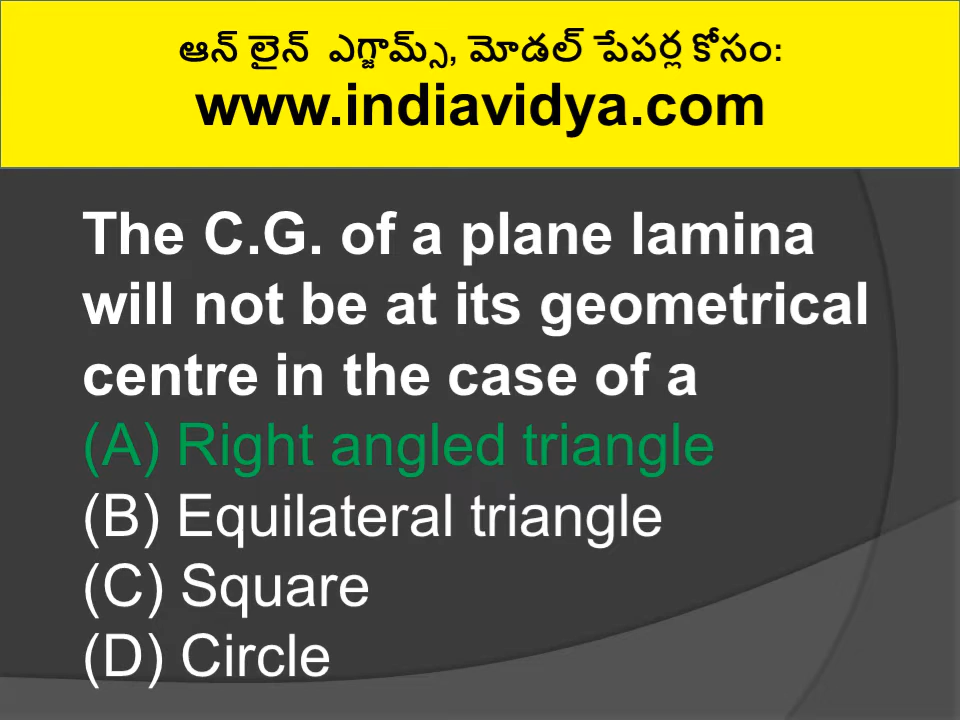 ఆన్ లైన్ ఎగ్జామ్స్, మోడల్ పేపర్ల కోసం:
www.indiavidya.com
The C.G. of a plane lamina
will not be at its geometrical
centre in the case of a
(A) Right angled triangle
(B) Equilateral triangle
(C) Square
(D) Circle